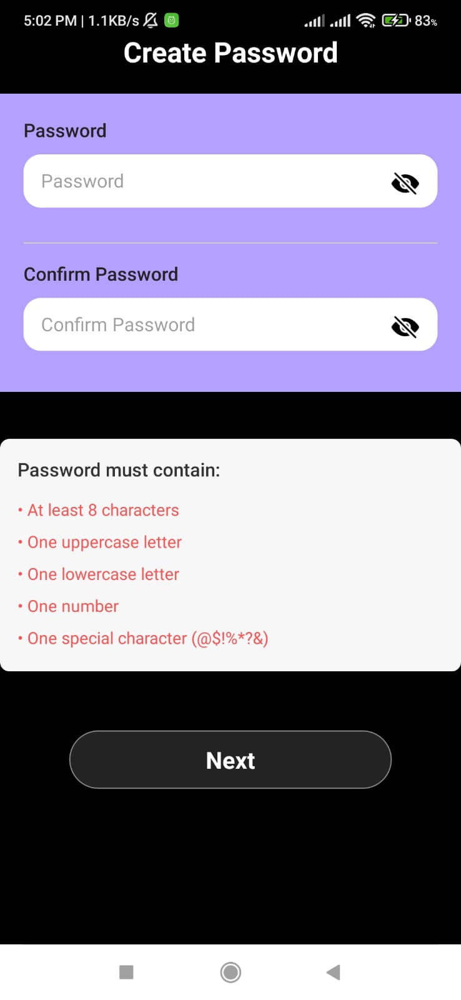 5:02 PM | 1.1KB/s 83%
Create Password
Password
Password
Confirm Password
Confirm Password
Password must contain:
• At least 8 characters
• One uppercase letter
• One lowercase letter
• One number
• One special character (@$!%*?&)
Next